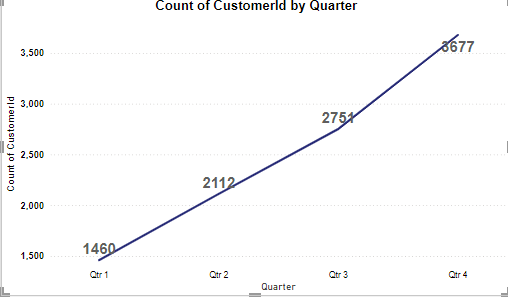 Count of CustomerId by Quarter
Count of CustomerId
3,500
3,000
2,500
2,000
1,500
1460
2112
2751
3677
Qtr 1 Qtr 2 Qtr 3 Qtr 4
Quarter